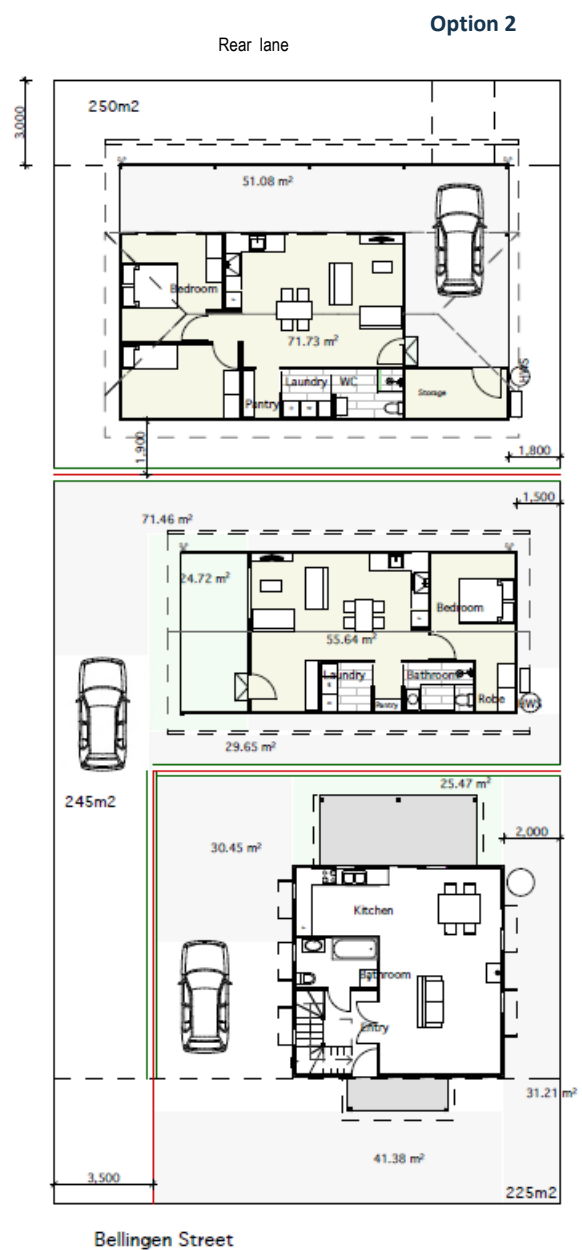 Option 2
Rear lane
3,000
250m2
51.08 m²
Bedroom
71.73 m²
Laundry WC
Pantry
Storage
HWS
1,900
1,800
1,500
71.46 m²
24.72 m²
Bedroom
55.64 m²
Laundry
Bathroom
Pantry
Robe
HWS
29.65 m²
245m2
25.47 m²
2,000
30.45 m²
Kitchen
Bathroom
Entry
31.21 m²
41.38 m²
3,500
225m2
Bellingen Street